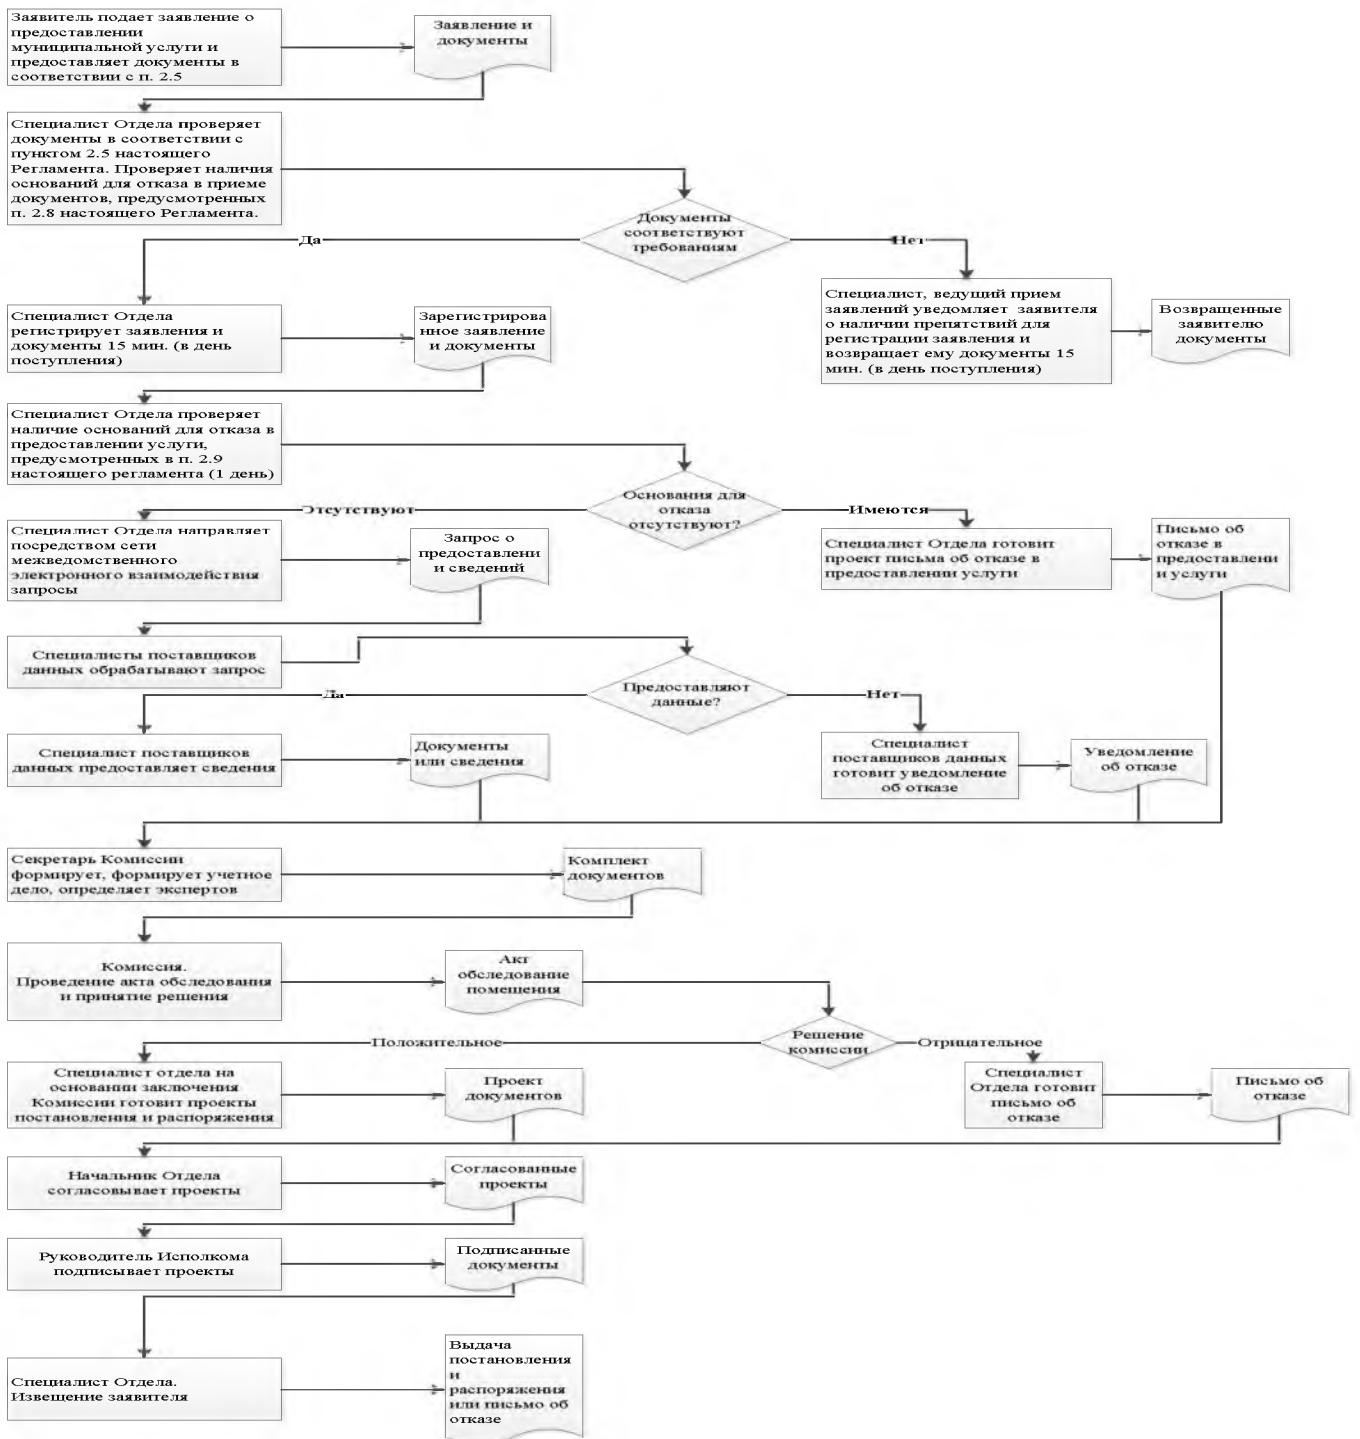 Заявитель подает заявление о
предоставлении
муниципальной услуги и
предоставляет документы в
соответствии с п. 2.5
Заявление и
документы
Специалист Отдела проверяет
документы в соответствии с
пунктом 2.5 настоящего
Регламента. Проверяет наличия
оснований для отказа в приеме
документов, предусмотренных
п. 2.8 настоящего Регламента.
Документы
соответствуют
требованиям
Да
Нет
Специалист Отдела
регистрирует заявления и
документы 15 мин. (в день
поступления)
Зарегистрирова
нное заявление
и документы
Специалист, ведущий прием
заявлений уведомляет заявителя
о наличии препятствий для
регистрации заявления и
возвращает ему документы 15
мин. (в день поступления)
Возвращенные
заявителю
документы
Специалист Отдела проверяет
наличие оснований для отказа в
предоставлении услуги,
предусмотренных в п. 2.9
настоящего регламента (1 день)
Основания для
отказа
отсутствуют?
Отсутствуют
Имеются
Специалист Отдела направляет
посредством сети
межведомственного
электронного взаимодействия
запросы
Запрос о
предоставлени
и сведений
Специалист Отдела готовит
проект письма об отказе в
предоставлении услуги
Письмо об
отказе в
предоставлени
и услуги
Специалисты поставщиков
данных обрабатывают запрос
Предоставляют
данные?
Да
Нет
Специалист поставщиков
данных предоставляет сведения
Документы
или сведения
Специалист
поставщиков данных
готовит уведомление
об отказе
Уведомление
об отказе
Секретарь Комиссии
формирует, формирует учетное
дело, определяет экспертов
Комплект
документов
Комиссия.
Проведение акта обследования
и принятие решения
Акт
обследование
помещения
Решение
комиссии
Положительное
Отрицательное
Специалист отдела на
основании заключения
Комиссии готовит проекты
постановления и распоряжения
Проект
документов
Специалист
Отдела готовит
письмо об
отказе
Письмо об
отказе
Начальник Отдела
согласовывает проекты
Согласованные
проекты
Руководитель Исполкома
подписывает проекты
Подписанные
документы
Специалист Отдела.
Извещение заявителя
Выдача
постановления
и
распоряжения
или письмо об
отказе